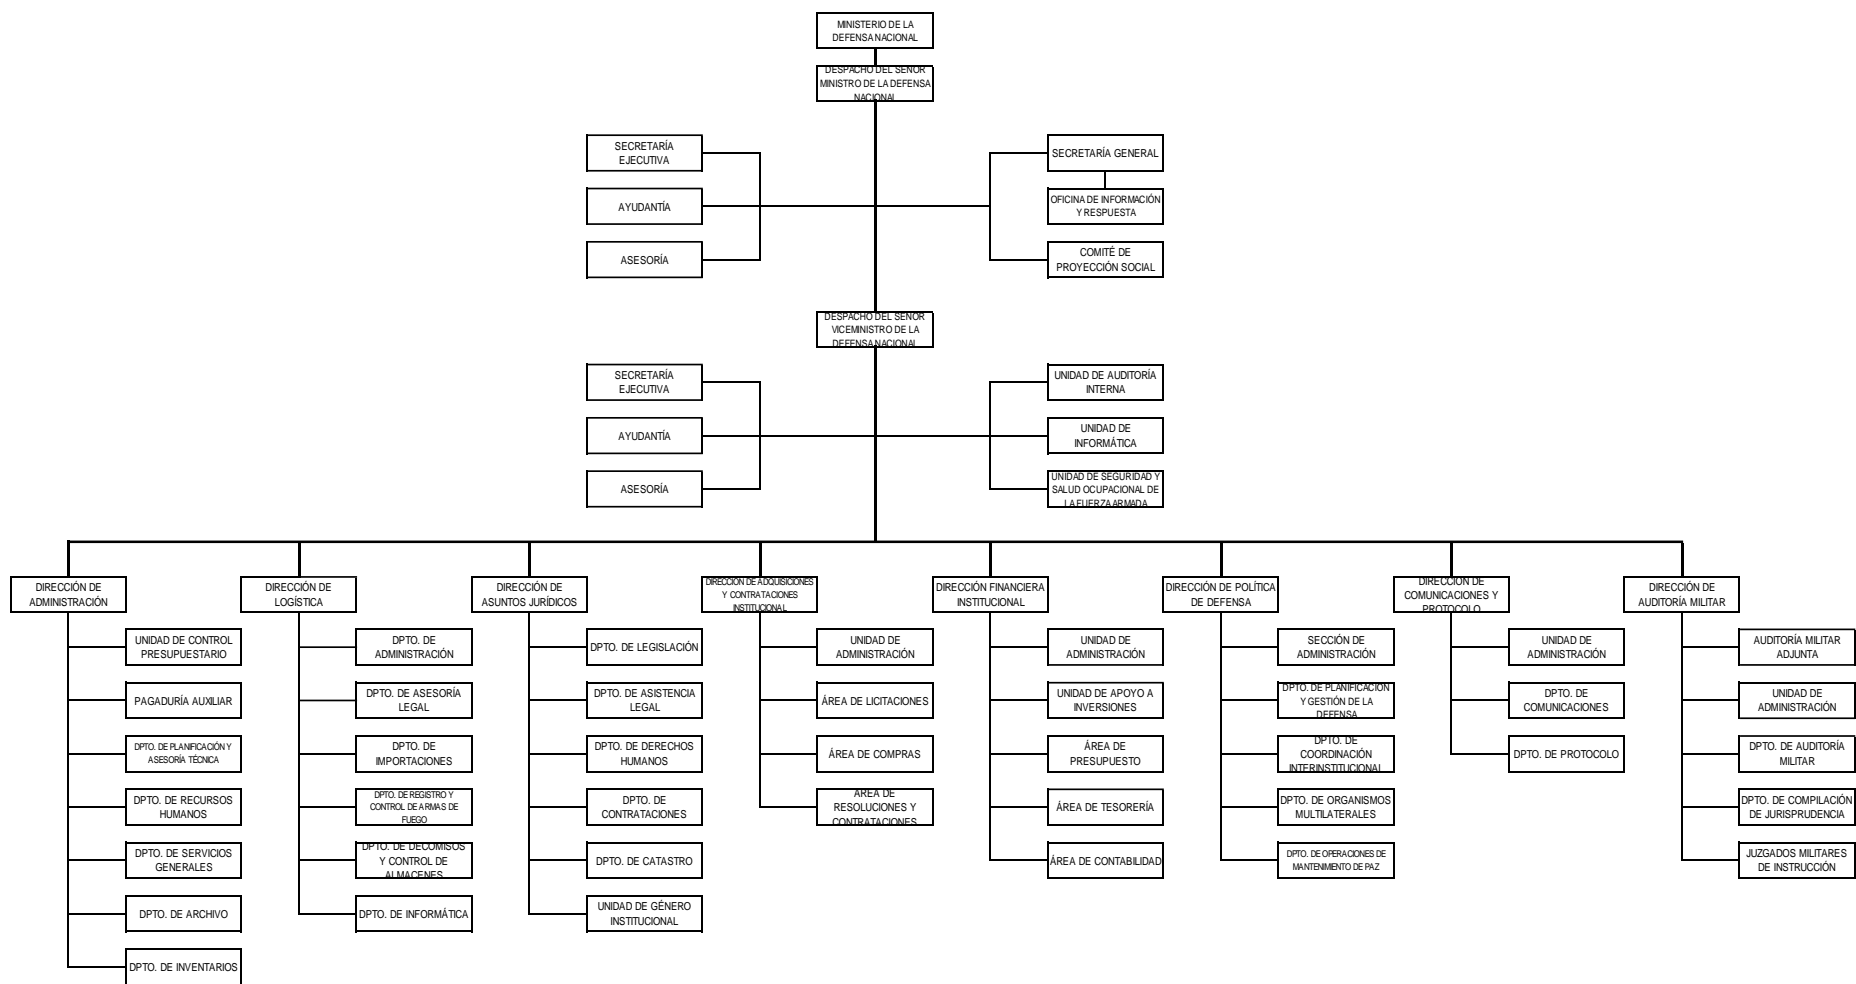 MINISTERIO DE LA
DEFENSA NACIONAL
DESPACHO DEL SEÑOR
MINISTRO DE LA DEFENSA
NACIONAL
SECRETARÍA
EJECUTIVA
SECRETARÍA GENERAL
AYUDANTÍA
OFICINA DE INFORMACIÓN
Y RESPUESTA
ASESORÍA
COMITÉ DE
PROYECCIÓN SOCIAL
DESPACHO DEL SEÑOR
VICEMINISTRO DE LA
DEFENSA NACIONAL
SECRETARÍA
EJECUTIVA
UNIDAD DE AUDITORÍA
INTERNA
AYUDANTÍA
UNIDAD DE
INFORMÁTICA
ASESORÍA
UNIDAD DE SEGURIDAD Y
SALUD OCUPACIONAL DE
LA FUERZA ARMADA
DIRECCIÓN DE
ADMINISTRACIÓN
UNIDAD DE CONTROL
PRESUPUESTARIO
PAGADURÍA AUXILIAR
DPTO. DE PLANIFICACIÓN Y
ASESORÍA TÉCNICA
DPTO. DE RECURSOS
HUMANOS
DPTO. DE SERVICIOS
GENERALES
DPTO. DE ARCHIVO
DPTO. DE INVENTARIOS
DIRECCIÓN DE
LOGÍSTICA
DPTO. DE
ADMINISTRACIÓN
DPTO. DE ASESORÍA
LEGAL
DPTO. DE
IMPORTACIONES
DPTO. DE REGISTRO Y
CONTROL DE ARMAS DE
FUEGO
DPTO. DE DECOMISOS
Y CONTROL DE
ALMACENES
DPTO. DE INFORMÁTICA
DIRECCIÓN DE
ASUNTOS JURÍDICOS
DPTO. DE LEGISLACIÓN
DPTO. DE ASISTENCIA
LEGAL
DPTO. DE DERECHOS
HUMANOS
DPTO. DE
CONTRATACIONES
DPTO. DE CATASTRO
UNIDAD DE GÉNERO
INSTITUCIONAL
DIRECCIÓN DE ADQUISICIONES
Y CONTRATACIONES
INSTITUCIONAL
UNIDAD DE
ADMINISTRACIÓN
ÁREA DE LICITACIONES
ÁREA DE COMPRAS
ÁREA DE
RESOLUCIONES Y
CONTRATACIONES
DIRECCIÓN FINANCIERA
INSTITUCIONAL
UNIDAD DE
ADMINISTRACIÓN
UNIDAD DE APOYO A
INVERSIONES
ÁREA DE
PRESUPUESTO
ÁREA DE TESORERÍA
ÁREA DE CONTABILIDAD
DIRECCIÓN DE POLÍTICA
DE DEFENSA
SECCIÓN DE
ADMINISTRACIÓN
DPTO. DE PLANIFICACIÓN
Y GESTIÓN DE LA
DEFENSA
DPTO. DE
COORDINACIÓN
INTERINSTITUCIONAL
DPTO. DE ORGANISMOS
MULTILATERALES
DPTO. DE OPERACIONES DE
MANTENIMIENTO DE PAZ
DIRECCIÓN DE
COMUNICACIONES Y
PROTOCOLO
UNIDAD DE
ADMINISTRACIÓN
DPTO. DE
COMUNICACIONES
DPTO. DE PROTOCOLO
DIRECCIÓN DE
AUDITORÍA MILITAR
AUDITORÍA MILITAR
ADJUNTA
UNIDAD DE
ADMINISTRACIÓN
DPTO. DE AUDITORÍA
MILITAR
DPTO. DE COMPILACIÓN
DE JURISPRUDENCIA
JUZGADOS MILITARES
DE INSTRUCCIÓN